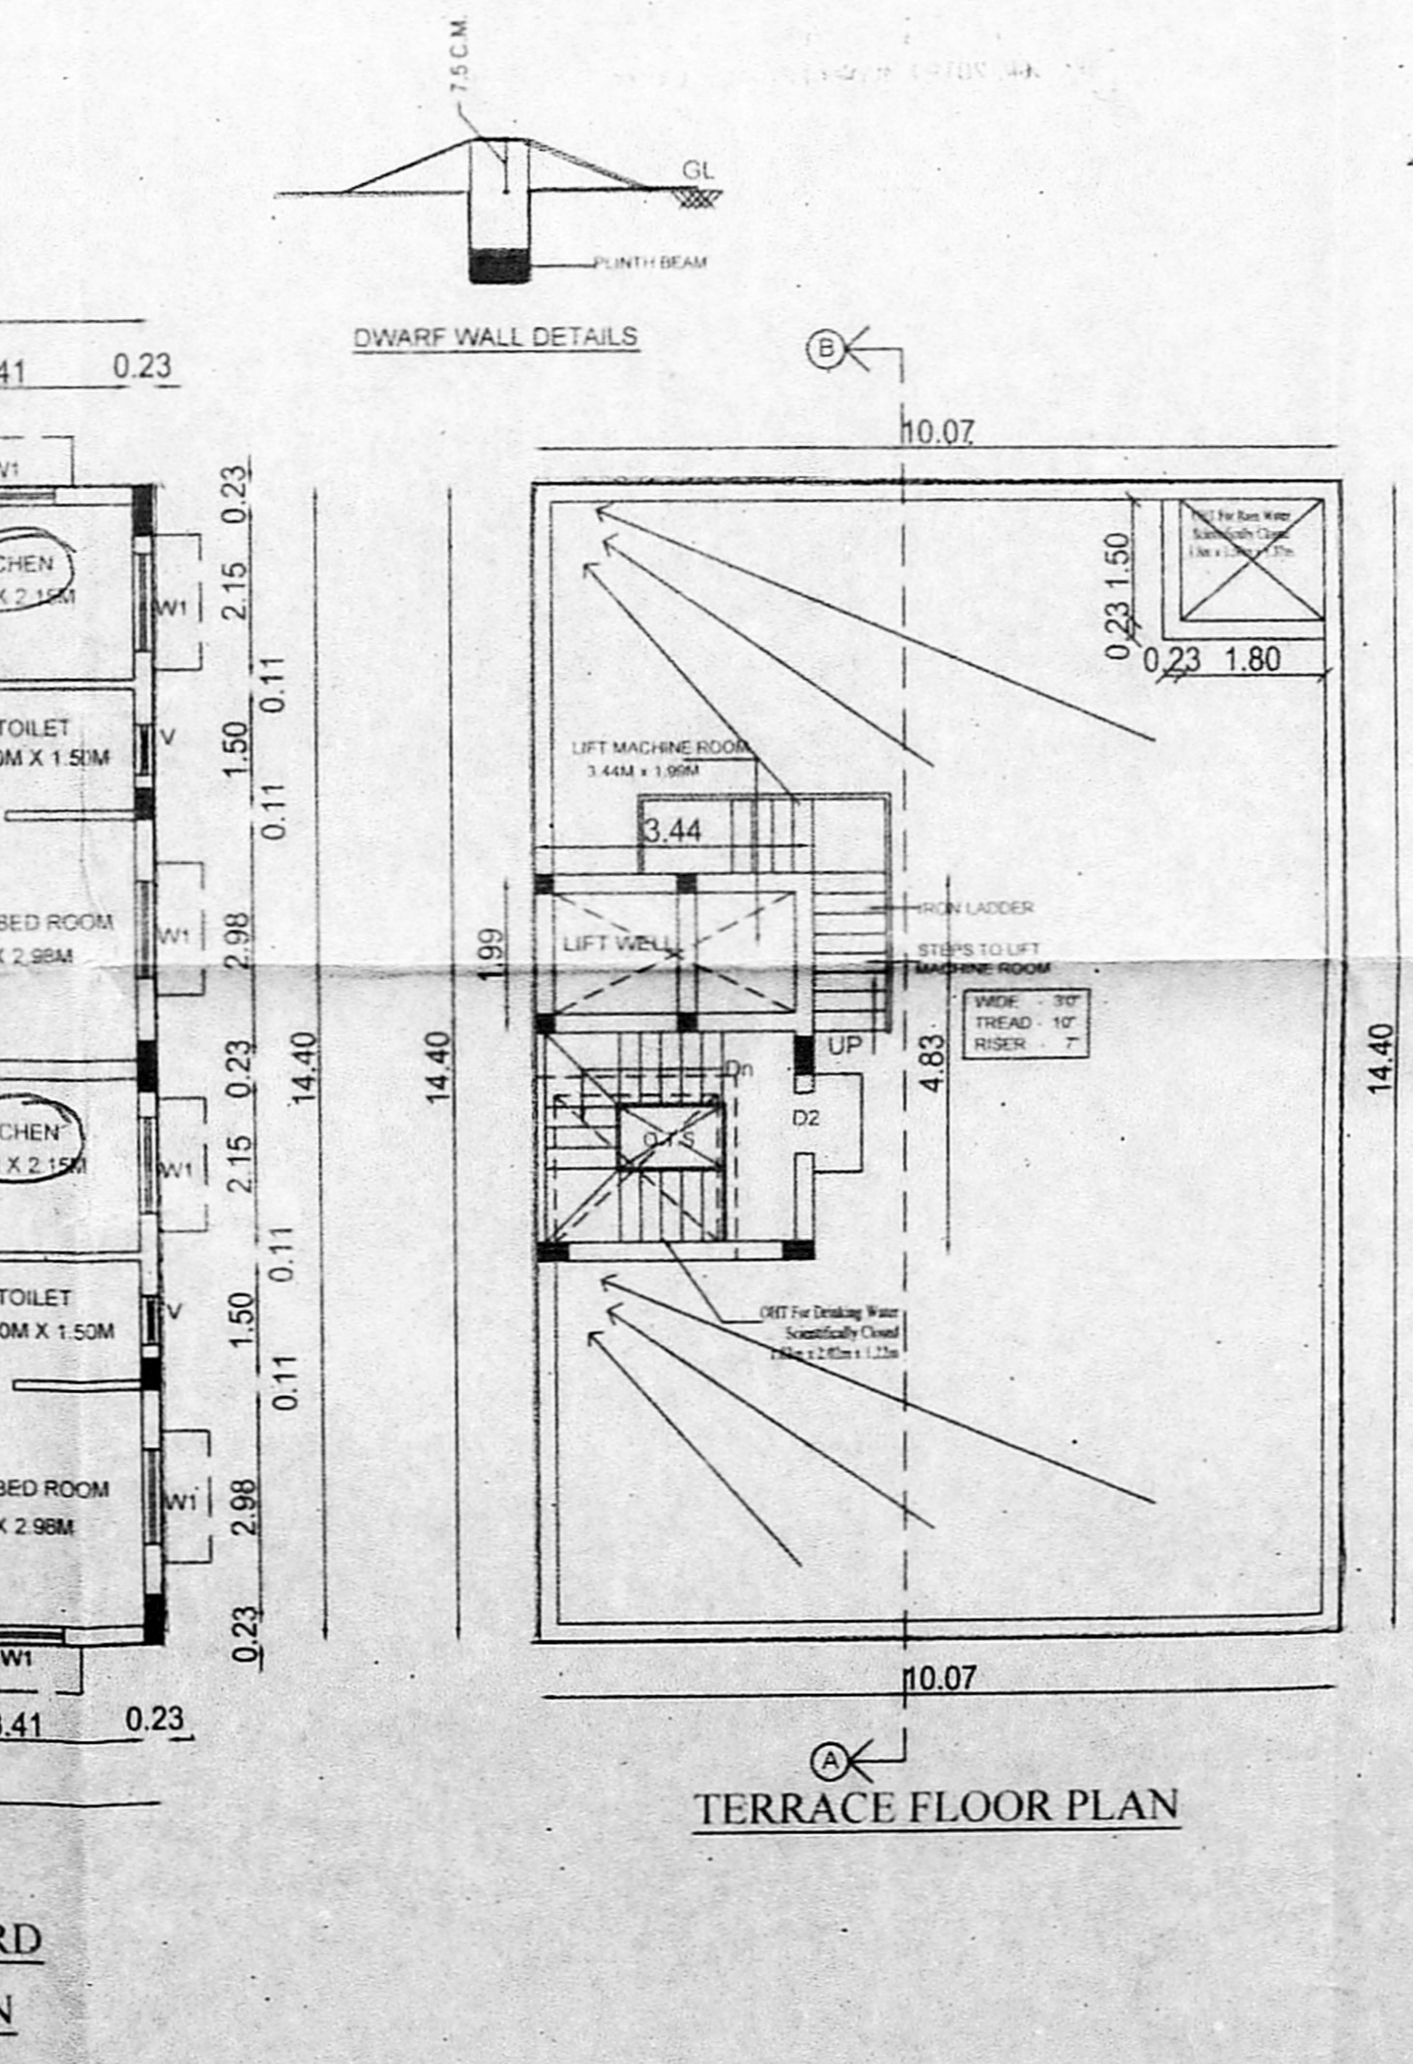 7.5 C.M.
GL
PLINTH BEAM
DWARF WALL DETAILS
B
41 0.23
10.07
W1
0.23
CHEN
X 2.15M
W1
2.15
0.11
TOILET
0M X 1.50M
V
1.50
0.11
BED ROOM
X 2.98M
W1
2.98
0.23
CHEN
X 2.15M
W1
2.15
0.11
TOILET
0M X 1.50M
V
1.50
0.11
BED ROOM
X 2.98M
W1
2.98
0.23
W1
.41 0.23
14.40
14.40
OHT For Rain Water
Scientifically Closed
1.50
0.23
0.23 1.80
LIFT MACHINE ROOM
3.44M x 1.99M
3.44
1.99
LIFT WELL
IRON LADDER
STEPS TO LIFT
MACHINE ROOM
WIDE - 3'0"
TREAD - 10"
RISER - 7"
UP
4.83
Dn
D2
O.T.S
14.40
OHT For Drinking Water
Scientifically Closed
10.07
A
TERRACE FLOOR PLAN
RD
N